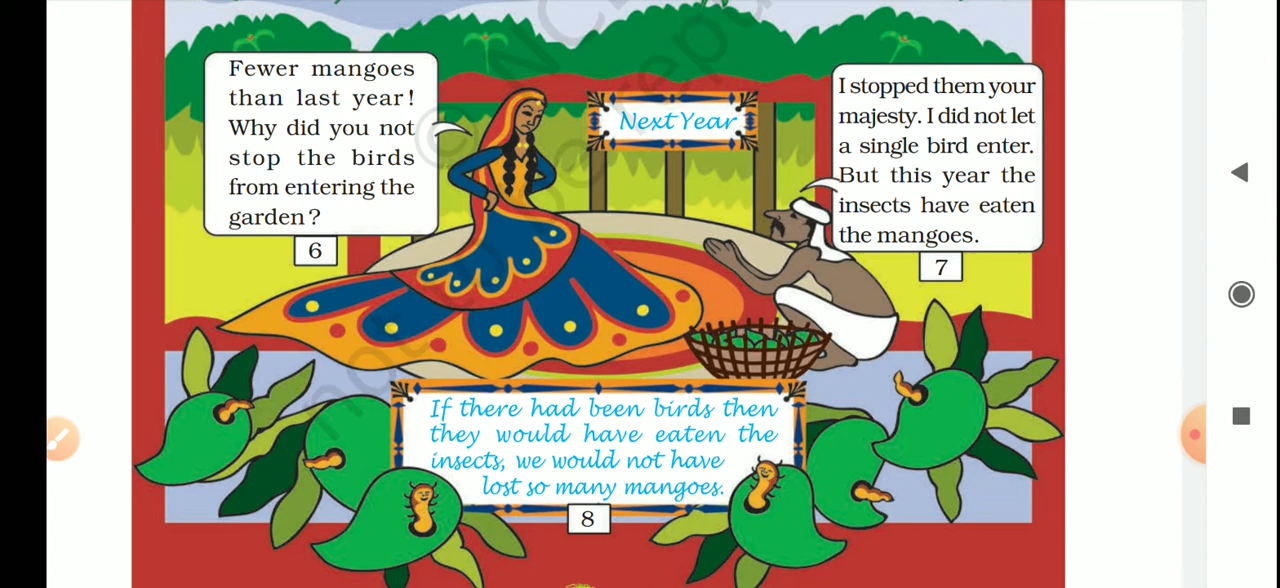 Fewer mangoes
than last year!
Why did you not
stop the birds
from entering the
garden?
6
Next Year
I stopped them your
majesty. I did not let
a single bird enter.
But this year the
insects have eaten
the mangoes.
7
If there had been birds then
they would have eaten the
insects, we would not have
lost so many mangoes.
8